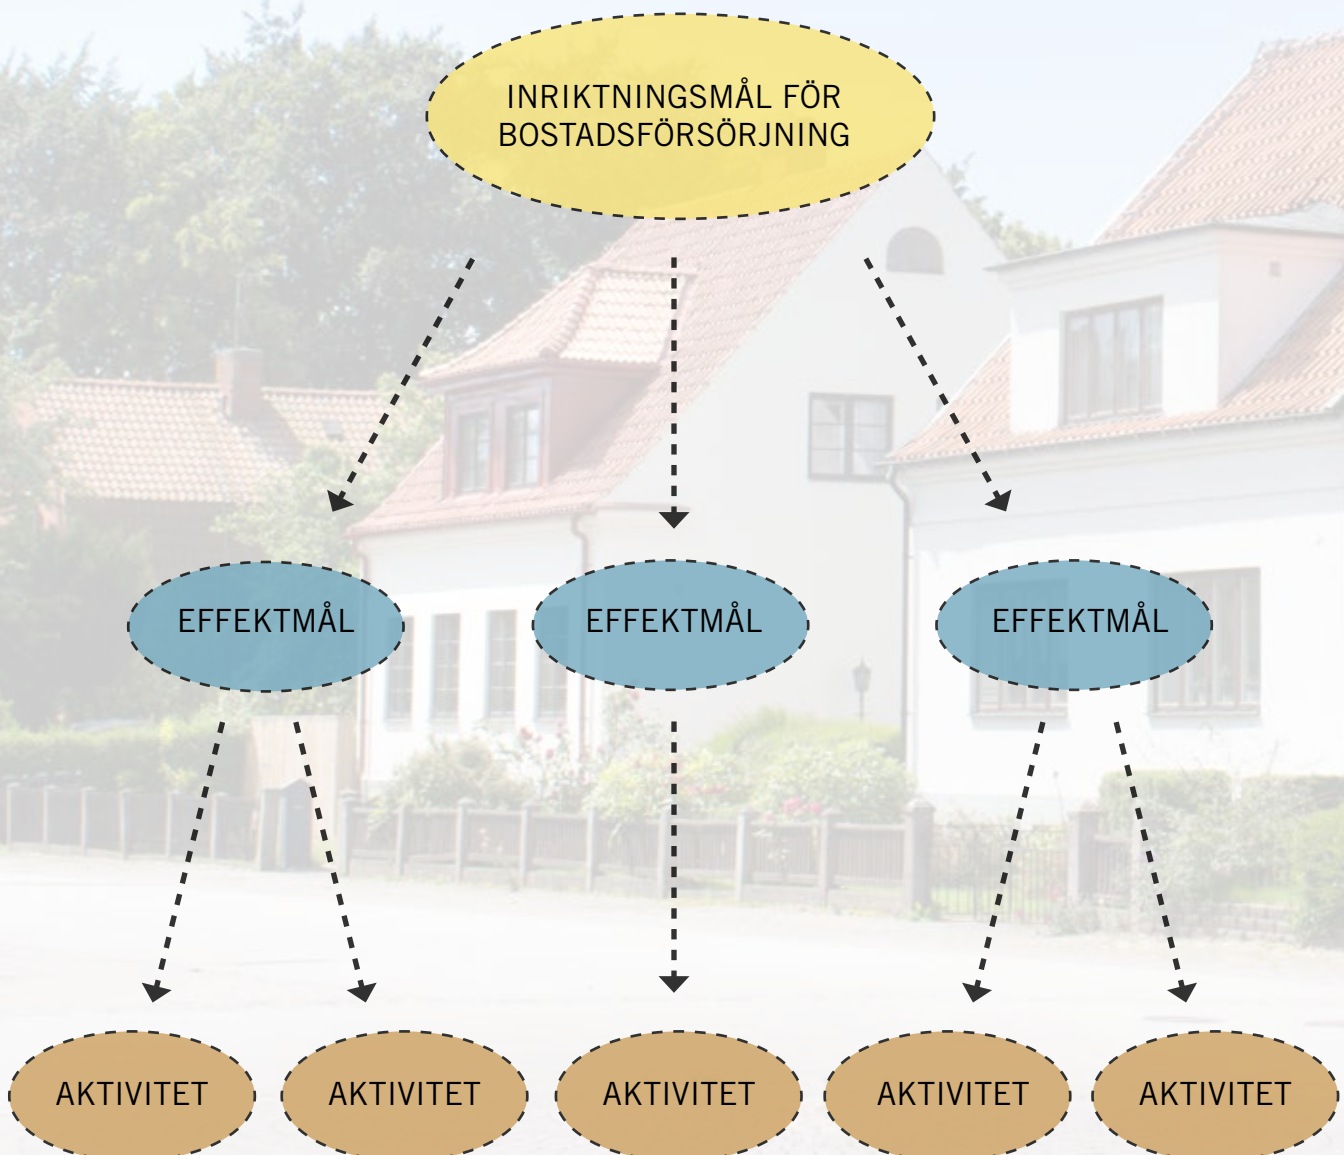 INRIKTNINGSMÅL FÖR
BOSTADSFÖRSÖRJNING
EFFEKTMÅL
EFFEKTMÅL
EFFEKTMÅL
AKTIVITET
AKTIVITET
AKTIVITET
AKTIVITET
AKTIVITET